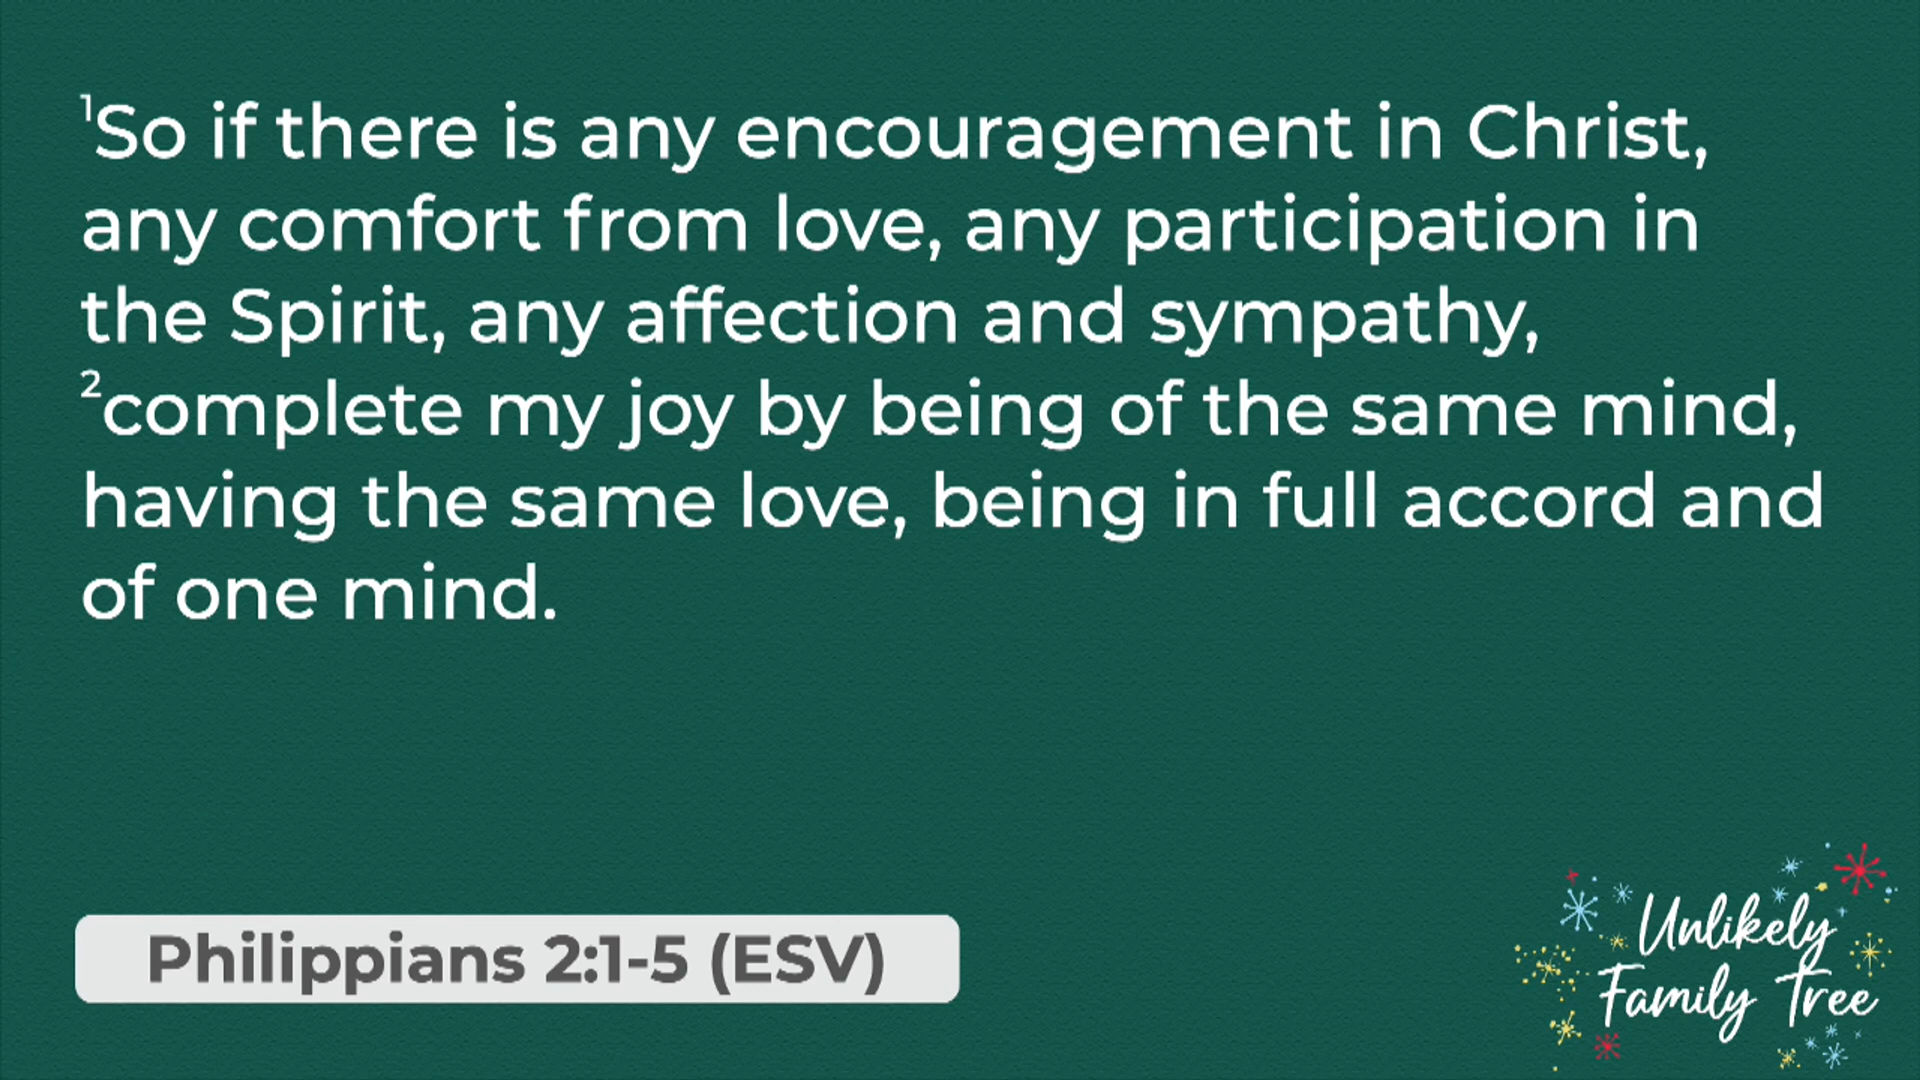 ¹So if there is any encouragement in Christ,
any comfort from love, any participation in
the Spirit, any affection and sympathy,
²complete my joy by being of the same mind,
having the same love, being in full accord and
of one mind.
Philippians 2:1-5 (ESV)
Unlikely
Family Tree